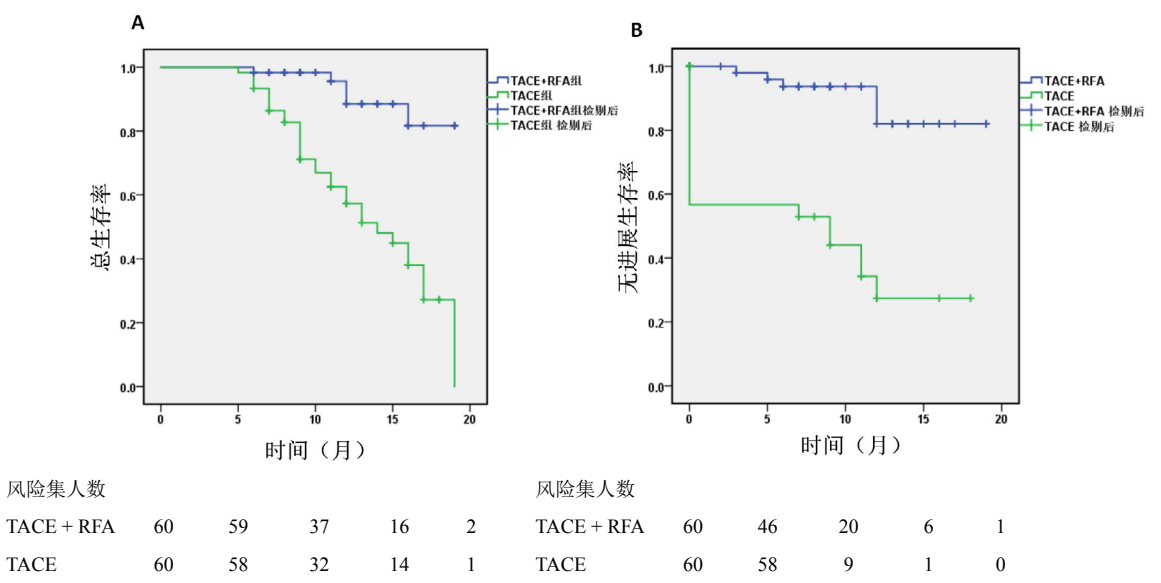 A
1.0
0.8
0.6
0.4
0.2
0.0
0 5 10 15 20
总生存率
时间（月）
TACE+RFA组
TACE组
TACE+RFA组检剔后
TACE组 检剔后
B
1.0
0.8
0.6
0.4
0.2
0.0
0 5 10 15 20
无进展生存率
时间（月）
TACE+RFA
TACE
TACE+RFA 检剔后
TACE 检剔后
风险集人数
TACE + RFA 60 59 37 16 2
TACE 60 58 32 14 1
风险集人数
TACE + RFA 60 46 20 6 1
TACE 60 58 9 1 0